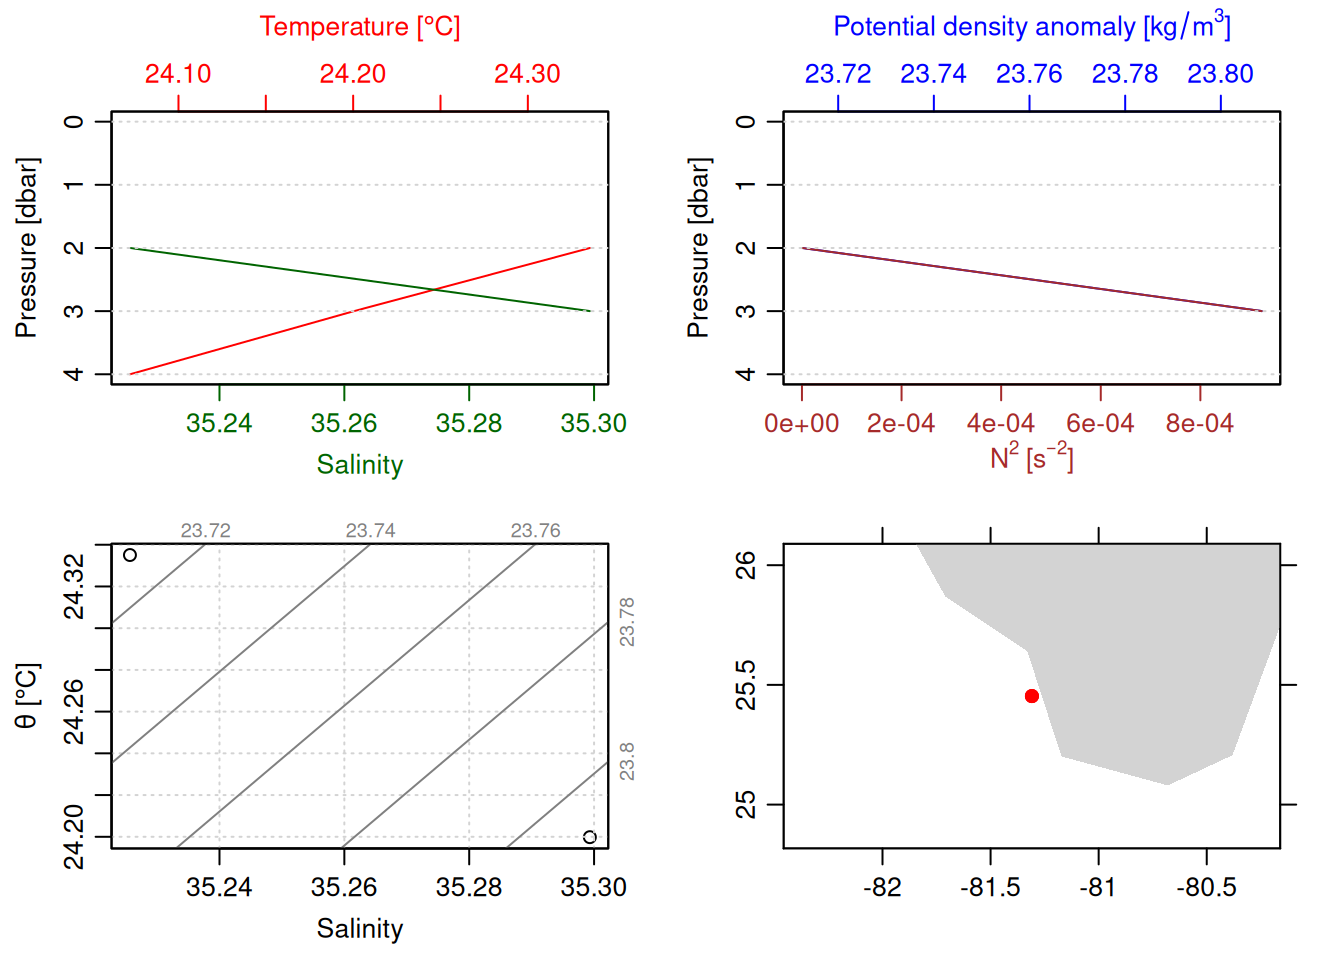 Temperature [°C]
24.10 24.20 24.30
Pressure [dbar]
0 1 2 3 4
35.24 35.26 35.28 35.30
Salinity
Potential density anomaly [kg/m³]
23.72 23.74 23.76 23.78 23.80
Pressure [dbar]
0 1 2 3 4
0e+00 2e-04 4e-04 6e-04 8e-04
N² [s⁻²]
23.72 23.74 23.76
23.78
23.8
θ [°C]
24.32
24.26
24.20
35.24 35.26 35.28 35.30
Salinity
26
25.5
25
-82 -81.5 -81 -80.5